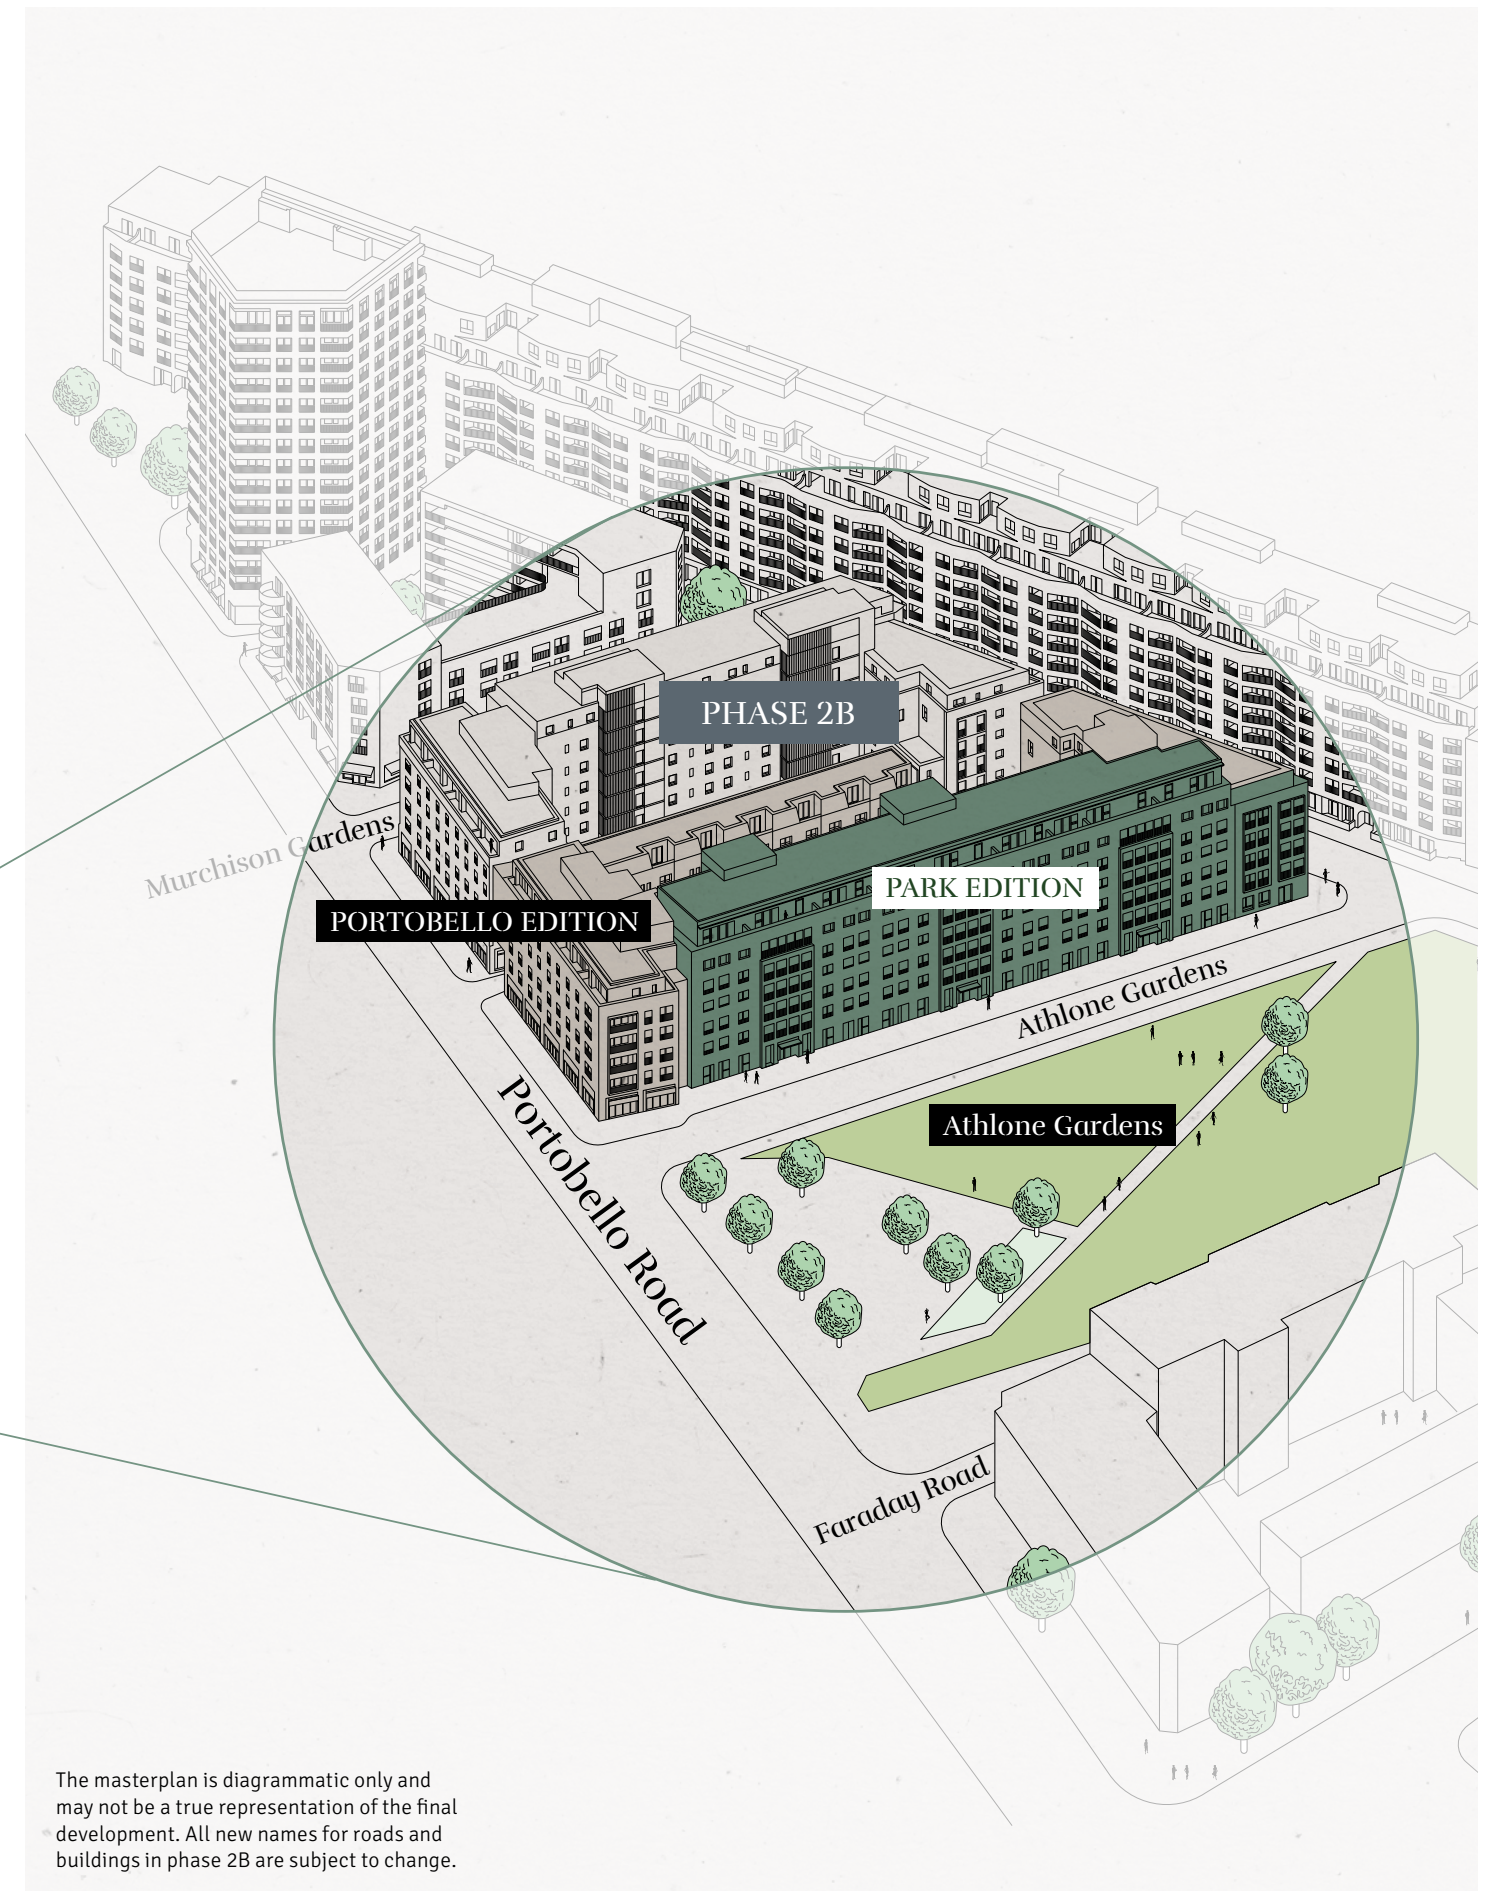 PHASE 2B
Murchison Gardens
PARK EDITION
PORTOBELLO EDITION
Athlone Gardens
Athlone Gardens
Portobello Road
Faraday Road
The masterplan is diagrammatic only and
may not be a true representation of the final
development. All new names for roads and
buildings in phase 2B are subject to change.